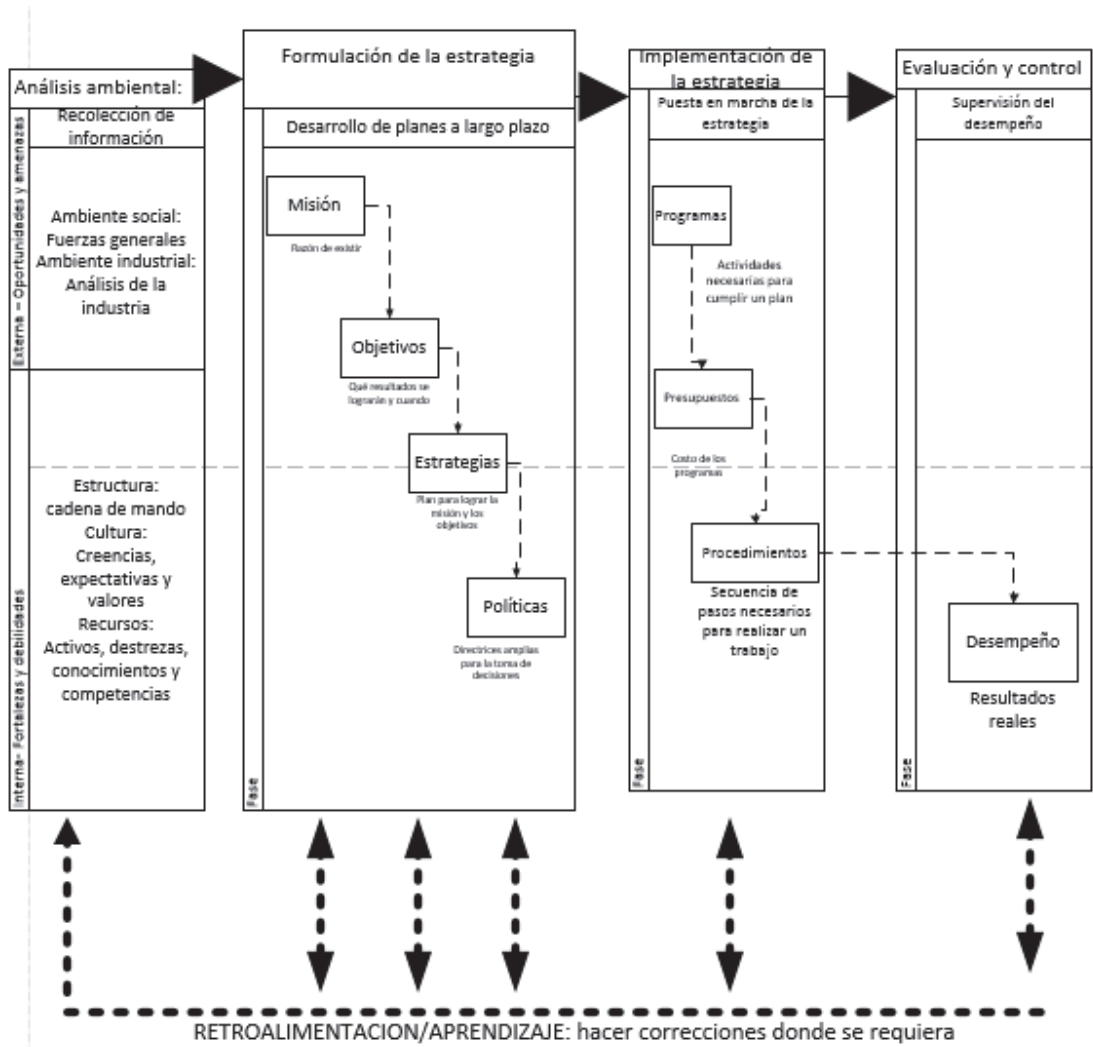 Análisis ambiental:
Recolección de
información
Externa – Oportunidades y amenazas
Ambiente social:
Fuerzas generales
Ambiente industrial:
Análisis de la
industria
Interna- Fortalezas y debilidades
Estructura:
cadena de mando
Cultura:
Creencias,
expectativas y
valores
Recursos:
Activos, destrezas,
conocimientos y
competencias
Formulación de la estrategia
Desarrollo de planes a largo plazo
Fase
Misión
Razón de existir
Objetivos
Qué resultados se
lograrán y cuando
Estrategias
Plan para lograr la
misión y los
objetivos
Políticas
Directrices amplias
para la toma de
decisiones
Implementación de
la estrategia
Puesta en marcha de la
estrategia
Fase
Programas
Actividades
necesarias para
cumplir un plan
Presupuestos
Costo de los
programas
Procedimientos
Secuencia de
pasos necesarios
para realizar un
trabajo
Evaluación y control
Supervisión del
desempeño
Fase
Desempeño
Resultados
reales
RETROALIMENTACION/APRENDIZAJE: hacer correcciones donde se requiera